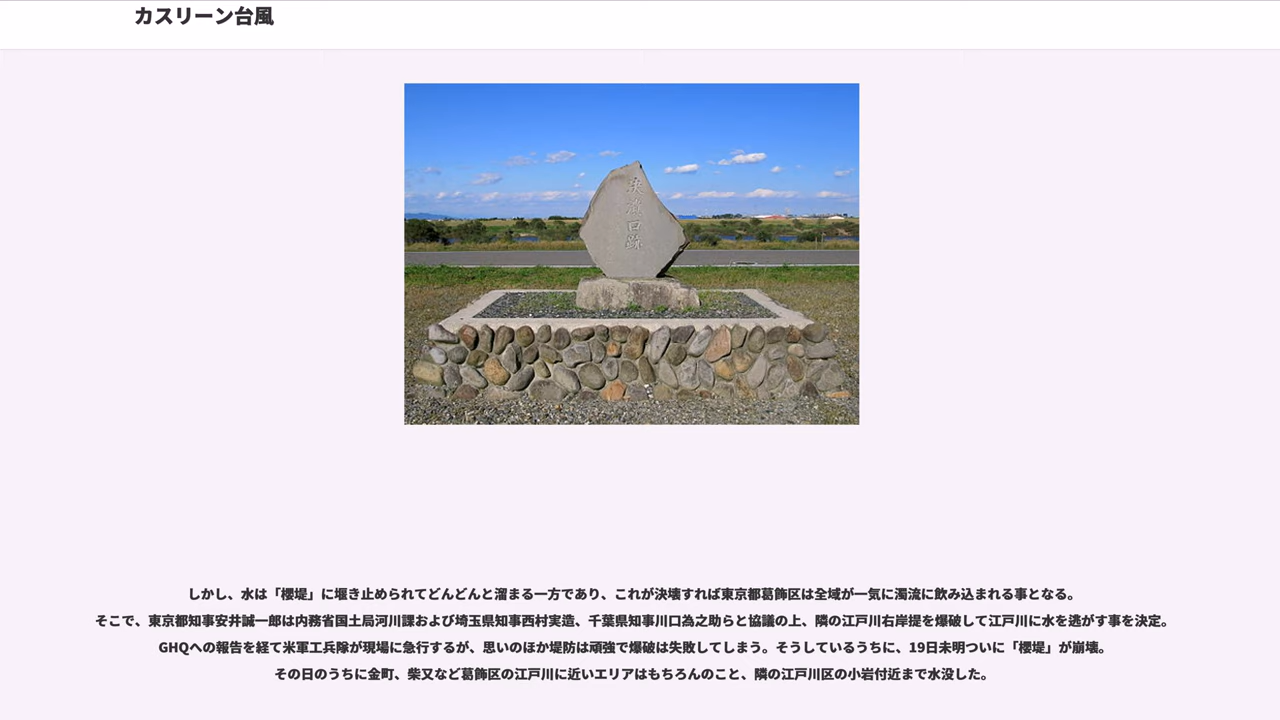 カスリーン台風
決潰口跡
しかし、水は「櫻堤」に堰き止められてどんどんと溜まる一方であり、これが決壊すれば東京都葛飾区は全域が一気に濁流に飲み込まれる事となる。
そこで、東京都知事安井誠一郎は内務省国土局河川課および埼玉県知事西村実造、千葉県知事川口為之助らと協議の上、隣の江戸川右岸提を爆破して江戸川に水を逃がす事を決定。
GHQへの報告を経て米軍工兵隊が現場に急行するが、思いのほか堤防は頑強で爆破は失敗してしまう。そうしているうちに、19日未明ついに「櫻堤」が崩壊。
その日のうちに金町、柴又など葛飾区の江戸川に近いエリアはもちろんのこと、隣の江戸川区の小岩付近まで水没した。